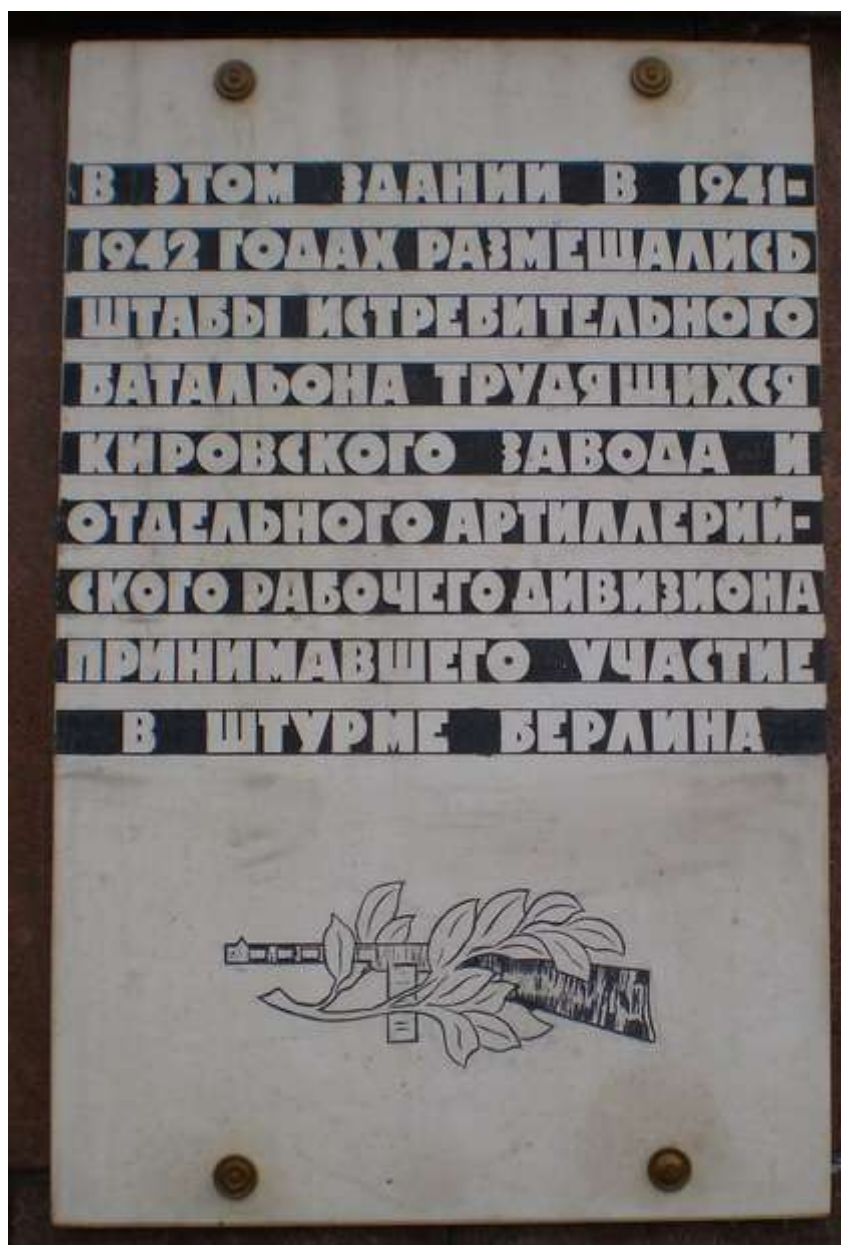 В ЭТОМ ЗДАНИИ В 1941-
1942 ГОДАХ РАЗМЕЩАЛИСЬ
ШТАБЫ ИСТРЕБИТЕЛЬНОГО
БАТАЛЬОНА ТРУДЯЩИХСЯ
КИРОВСКОГО ЗАВОДА И
ОТДЕЛЬНОГО АРТИЛЛЕРИЙ-
СКОГО РАБОЧЕГО ДИВИЗИОНА
ПРИНИМАВШЕГО УЧАСТИЕ
В ШТУРМЕ БЕРЛИНА